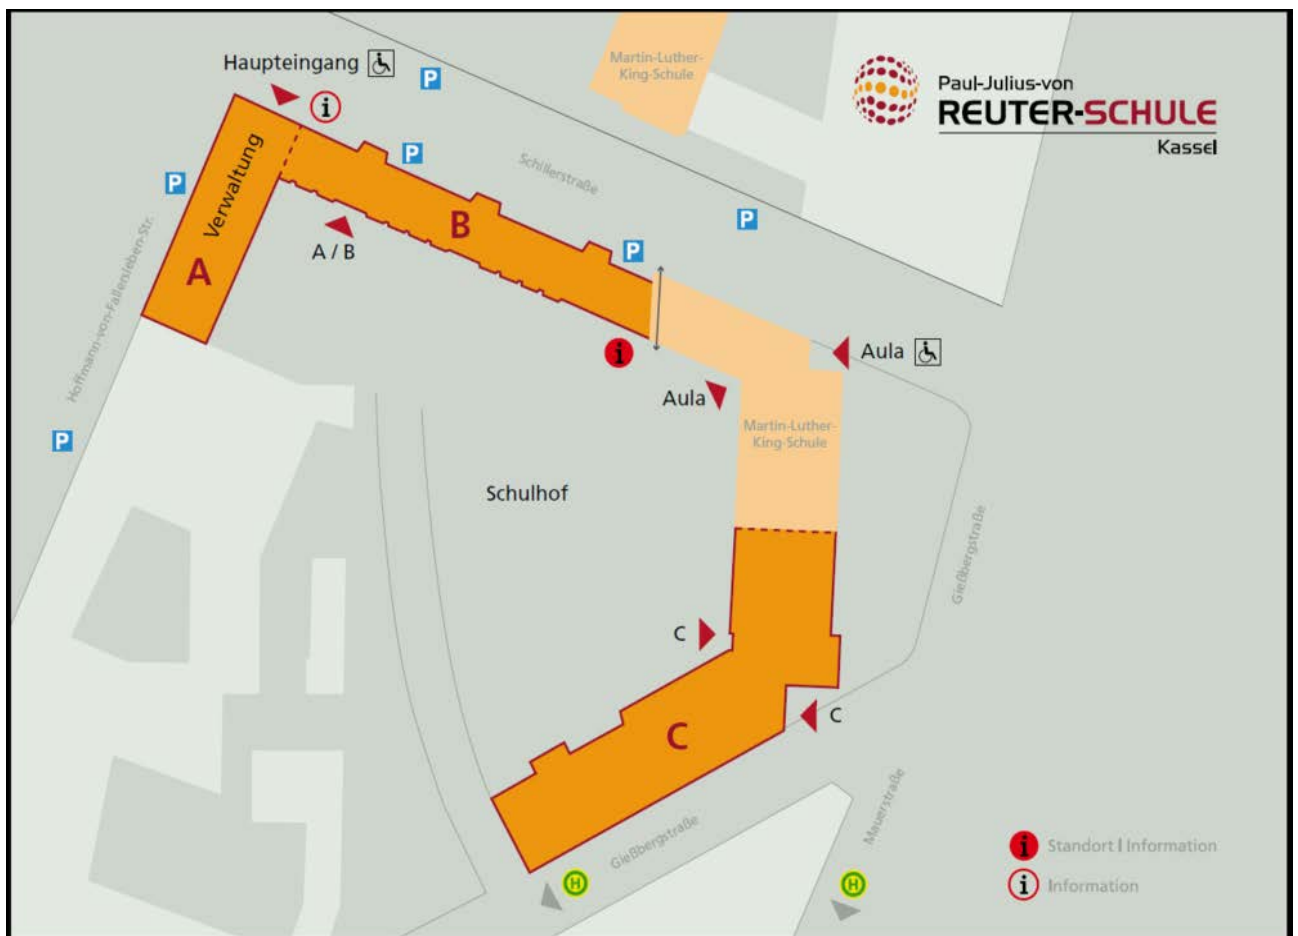 Haupteingang
i
P
Martin-Luther-
King-Schule
Paul-Julius-von
REUTER-SCHULE
Kassel
Verwaltung
P
P
Schillerstraße
A
B
P
P
A / B
Hoffmann-von-Fallersleben-Str.
i
Aula
Aula
P
Martin-Luther-
King-Schule
Schulhof
Gießbergstraße
C
C
C
Gießbergstraße
Mauerstraße
H
H
i Standort | Information
i Information